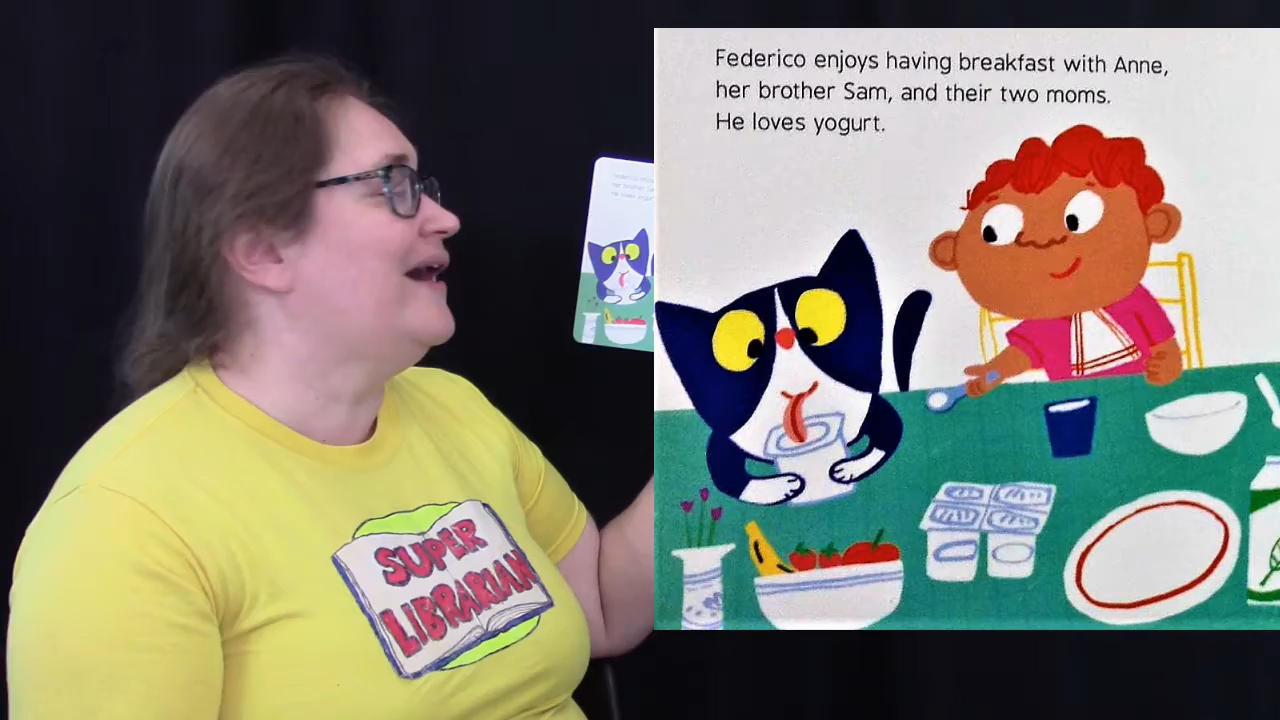 Federico enjoys having breakfast with Anne,
her brother Sam, and their two moms.
He loves yogurt.
SUPER
LIBRARIAN